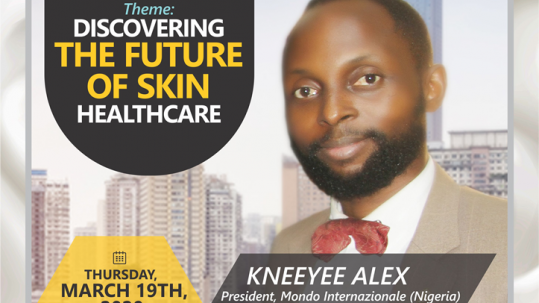 Theme:
DISCOVERING
THE FUTURE
OF SKIN
HEALTHCARE
THURSDAY,
MARCH 19TH,
KNEEYEE ALEX
President, Mondo Internazionale (Nigeria)